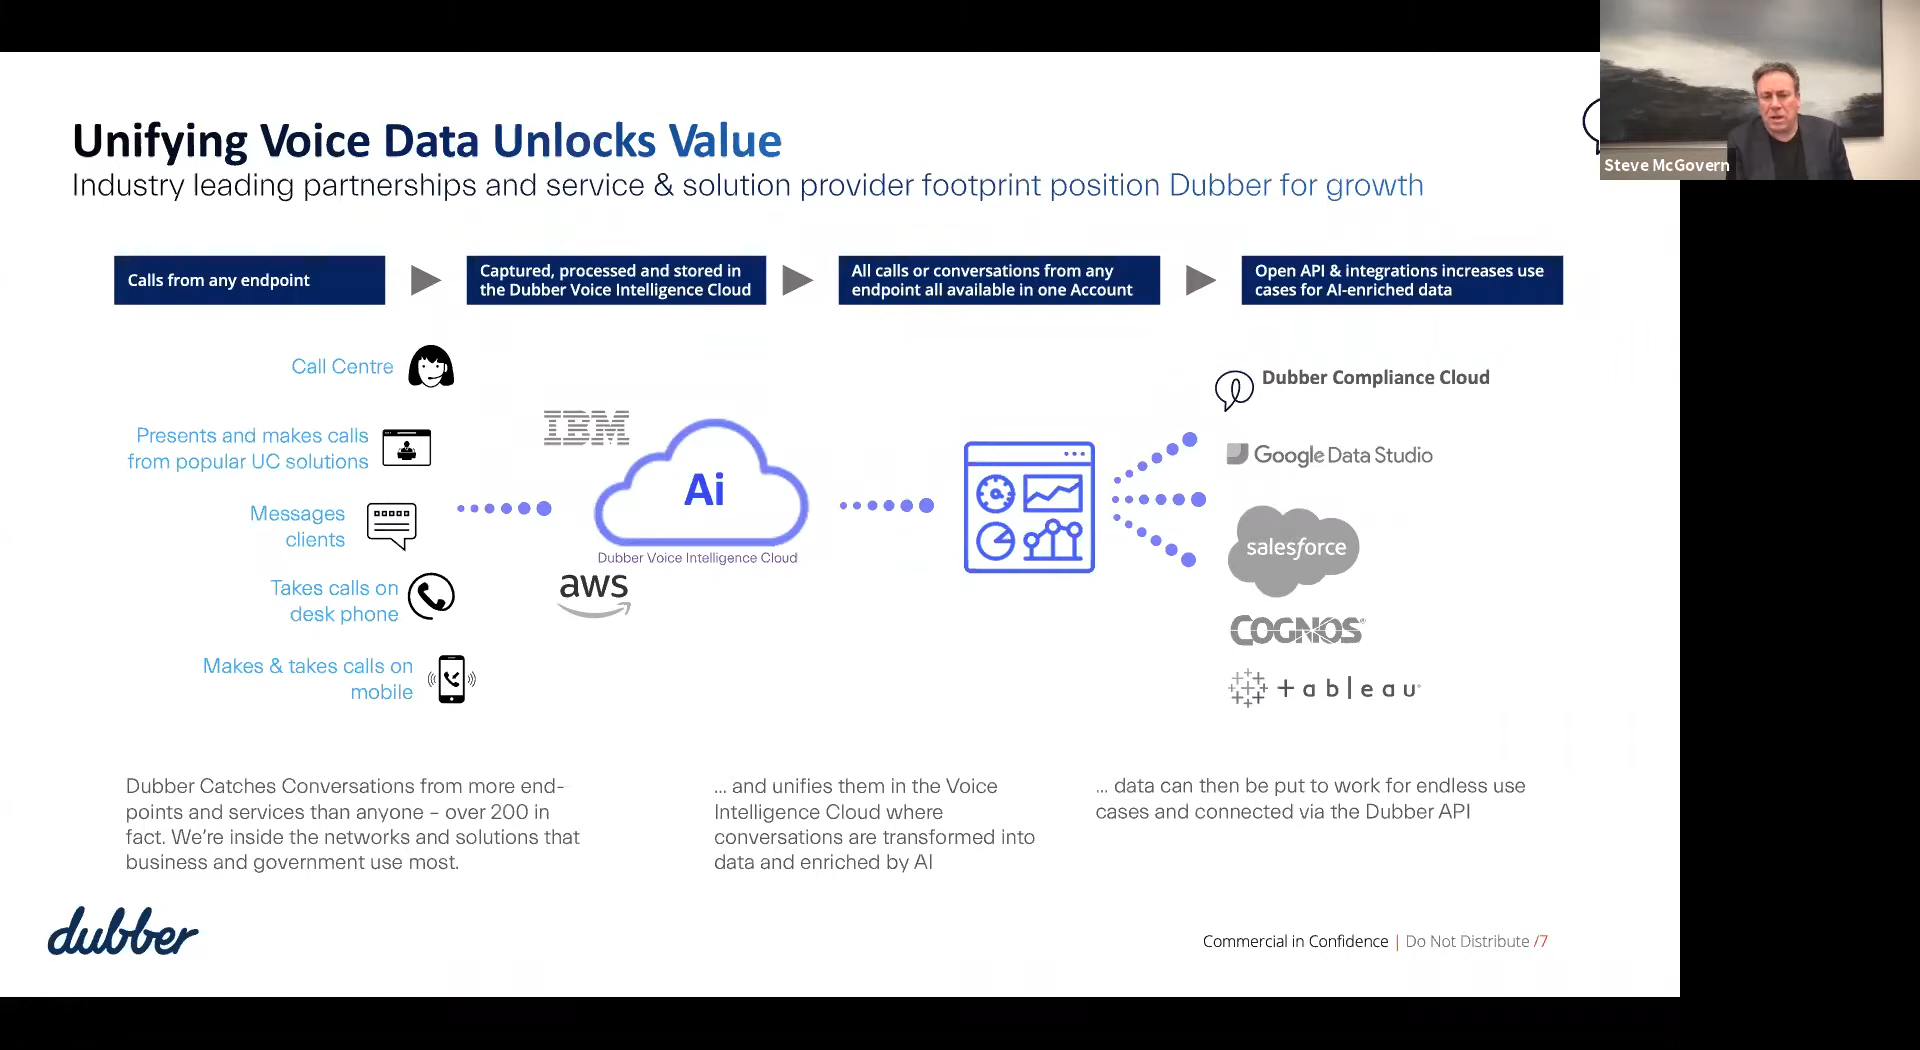 Unifying Voice Data Unlocks Value
Industry leading partnerships and service & solution provider footprint position Dubber for growth
Steve McGovern
Calls from any endpoint
Captured, processed and stored in
the Dubber Voice Intelligence Cloud
All calls or conversations from any
endpoint all available in one Account
Open API & integrations increases use
cases for AI-enriched data
Call Centre
Presents and makes calls
from popular UC solutions
Messages
clients
Takes calls on
desk phone
Makes & takes calls on
mobile
IBM
Ai
Dubber Voice Intelligence Cloud
aws
Dubber Compliance Cloud
Google Data Studio
salesforce
COGNOS®
+ableau
Dubber Catches Conversations from more end-
points and services than anyone – over 200 in
fact. We're inside the networks and solutions that
business and government use most.
... and unifies them in the Voice
Intelligence Cloud where
conversations are transformed into
data and enriched by AI
... data can then be put to work for endless use
cases and connected via the Dubber API
dubber
Commercial in Confidence | Do Not Distribute /7